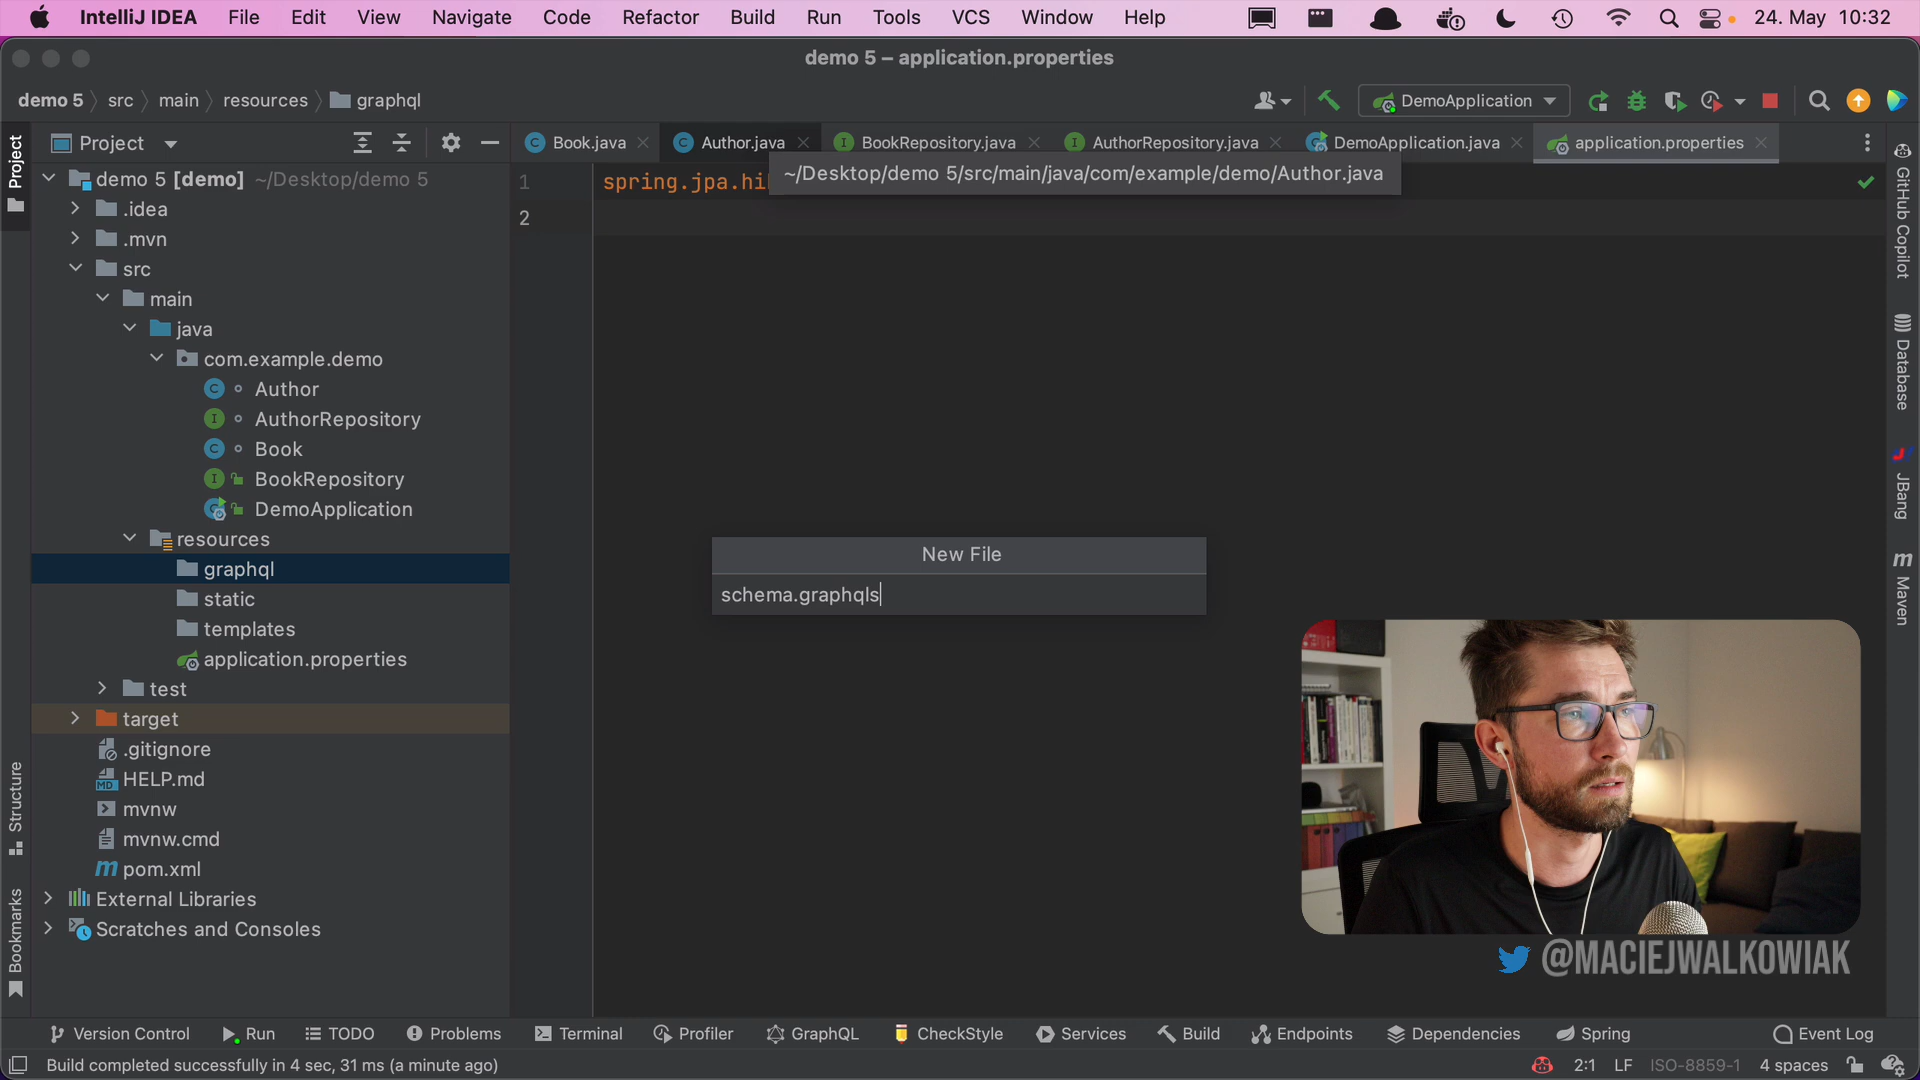 IntelliJ IDEA File Edit View Navigate Code Refactor Build Run Tools VCS Window Help 24. May 10:32
demo 5 – application.properties
demo 5 src main resources graphql DemoApplication
Project
Book.java Author.java BookRepository.java AuthorRepository.java DemoApplication.java application.properties
~/Desktop/demo 5/src/main/java/com/example/demo/Author.java
1 spring.jpa.hi
2
demo 5 [demo] ~/Desktop/demo 5
.idea
.mvn
src
main
java
com.example.demo
Author
AuthorRepository
Book
BookRepository
DemoApplication
resources
graphql
static
templates
application.properties
test
target
.gitignore
HELP.md
mvnw
mvnw.cmd
pom.xml
External Libraries
Scratches and Consoles
New File
schema.graphqls
Project
Structure
Bookmarks
GitHub Copilot
Database
JBang
Maven
@MACIEJWALKOWIAK
Version Control Run TODO Problems Terminal Profiler GraphQL CheckStyle Services Build Endpoints Dependencies Spring Event Log
Build completed successfully in 4 sec, 31 ms (a minute ago) 2:1 LF ISO-8859-1 4 spaces